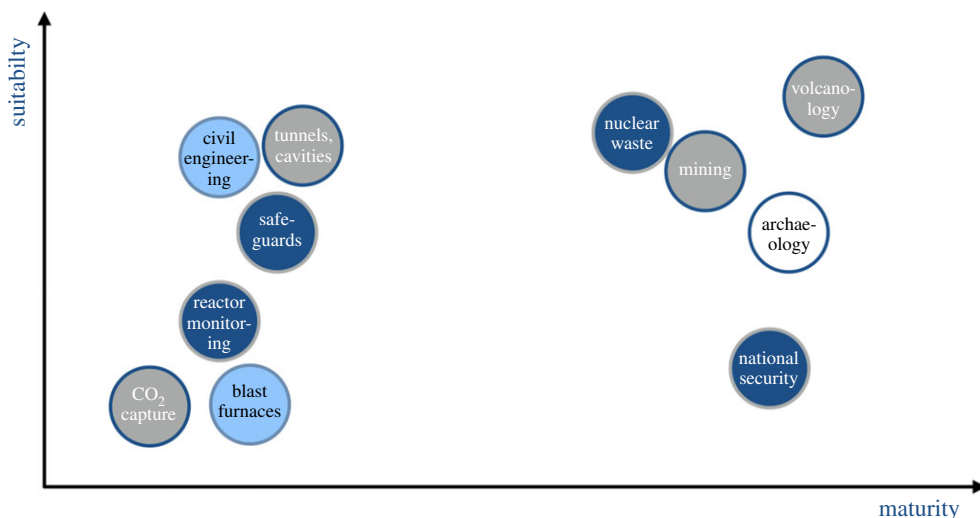 suitabilty
volcano-
logy
nuclear
waste
mining
civil
engineer-
ing
tunnels,
cavities
safe-
guards
archae-
ology
reactor
monitor-
ing
national
security
CO₂
capture
blast
furnaces
maturity